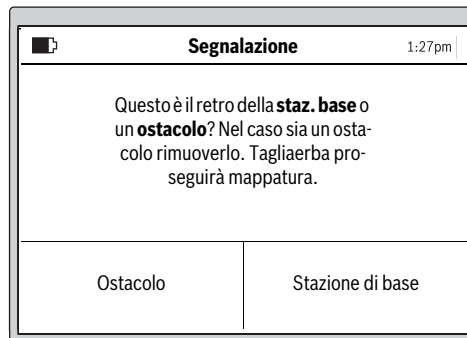 Segnalazione 1:27pm
Questo è il retro della staz. base o
un ostacolo? Nel caso sia un osta-
colo rimuoverlo. Tagliaerba pro-
seguirà mappatura.
Ostacolo Stazione di base